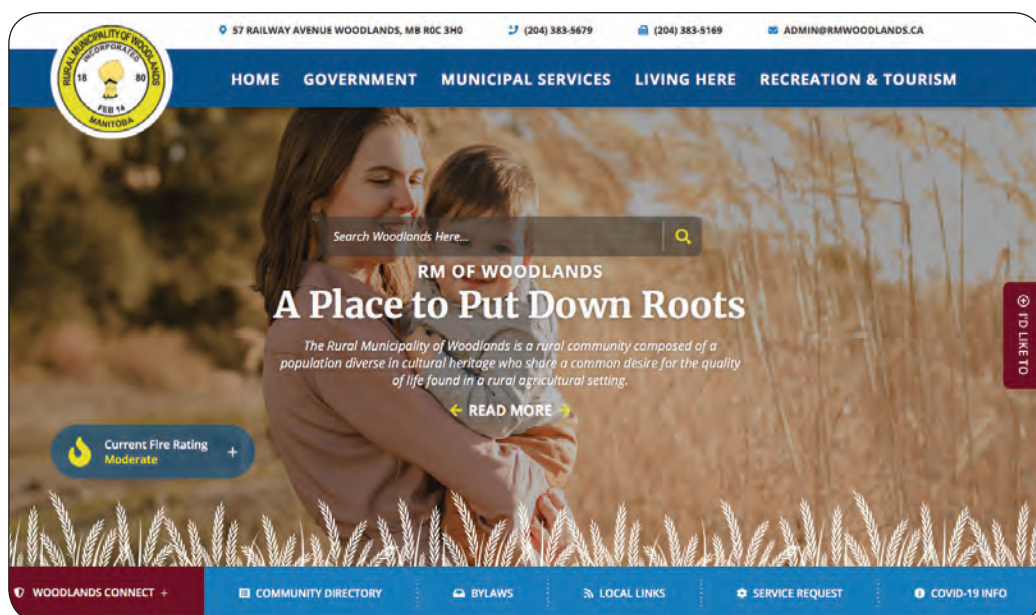 57 RAILWAY AVENUE WOODLANDS, MB R0C 3H0 (204) 383-5679 (204) 383-5169 ADMIN@RMWOODLANDS.CA
RURAL MUNICIPALITY OF WOODLANDS
INCORPORATED
18 80
FEB 14
MANITOBA
HOME GOVERNMENT MUNICIPAL SERVICES LIVING HERE RECREATION & TOURISM
Search Woodlands Here...
RM OF WOODLANDS
A Place to Put Down Roots
The Rural Municipality of Woodlands is a rural community composed of a
population diverse in cultural heritage who share a common desire for the quality
of life found in a rural agricultural setting.
READ MORE
I'D LIKE TO
Current Fire Rating
Moderate
WOODLANDS CONNECT + COMMUNITY DIRECTORY BYLAWS LOCAL LINKS SERVICE REQUEST COVID-19 INFO